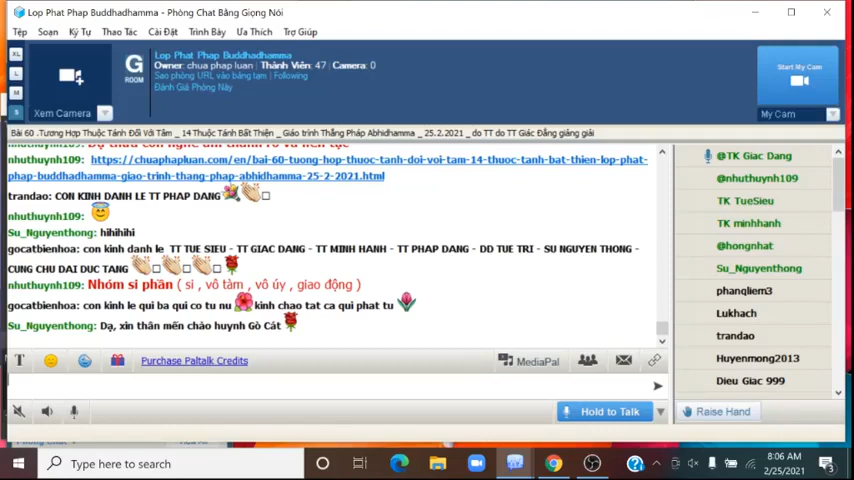 Lop Phat Phap Buddhadhamma - Phòng Chat Bằng Giọng Nói
Tệp Soạn Ký Tự Thao Tác Cài Đặt Trình Bày Ưa Thích Trợ Giúp
XL
L
M
S
Xem Camera
G
ROOM
Lop Phat Phap Buddhadhamma
Owner: chua phap luan | Thành Viên: 47 | Camera: 0
Sao phòng URL vào bảng tạm | Following
Đánh Giá Phòng Này
Start My Cam
My Cam
Bài 60 .Tương Hợp Thuộc Tánh Đối Với Tâm _ 14 Thuộc Tánh Bất Thiện _ Giáo trình Thắng Pháp Abhidhamma _ 25.2.2021 _ do TT do TT Giác Đẳng giảng giải
nhuthuynh109: https://chuaphapluan.com/en/bai-60-tuong-hop-thuoc-tanh-doi-voi-tam-14-thuoc-tanh-bat-thien-lop-phat-
phap-buddhadhamma-giao-trinh-thang-phap-abhidhamma-25-2-2021.html
trandao: CON KINH DANH LE TT PHAP DANG
nhuthuynh109:
Su_Nguyenthong: hihihihi
gocatbienhoa: con kinh danh le TT TUE SIEU - TT GIAC DANG - TT MINH HANH - TT PHAP DANG - DD TUE TRI - SU NGUYEN THONG -
CUNG CHU DAI DUC TANG
nhuthuynh109: Nhóm si phần ( si , vô tàm , vô úy , giao động )
gocatbienhoa: con kinh le qui ba qui co tu nu kinh chao tat ca qui phat tu
Su_Nguyenthong: Dạ, xin thân mến chào huynh Gò Cát
T Purchase Paltalk Credits MediaPal
Hold to Talk Raise Hand
@TK Giac Dang
@nhuthuynh109
TK TueSieu
TK minhhanh
@hongnhat
Su_Nguyenthong
phanqliem3
Lukhach
trandao
Huyenmong2013
Dieu Giac 999
Type here to search
8:06 AM
2/25/2021
3